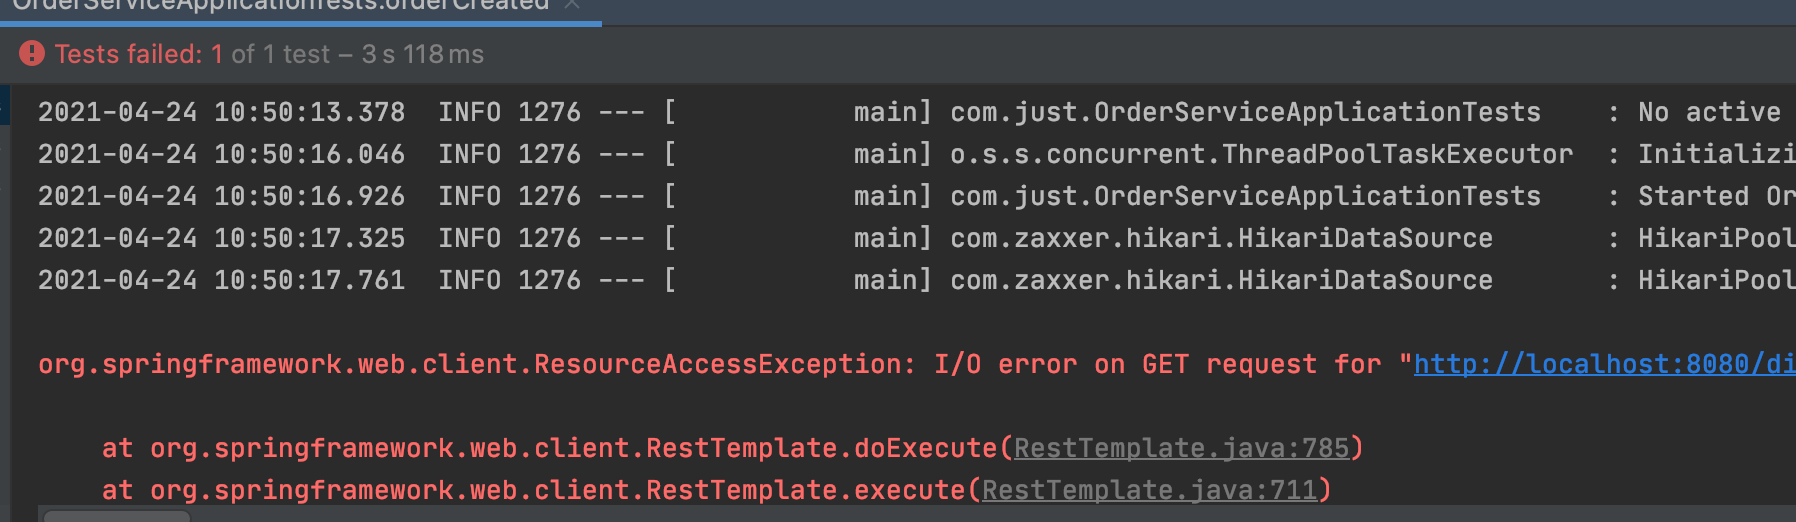 OrderServiceApplicationTests.orderCreated ×
Tests failed: 1 of 1 test – 3 s 118 ms
2021-04-24 10:50:13.378  INFO 1276 --- [           main] com.just.OrderServiceApplicationTests    : No active
2021-04-24 10:50:16.046  INFO 1276 --- [           main] o.s.s.concurrent.ThreadPoolTaskExecutor  : Initializi
2021-04-24 10:50:16.926  INFO 1276 --- [           main] com.just.OrderServiceApplicationTests    : Started Or
2021-04-24 10:50:17.325  INFO 1276 --- [           main] com.zaxxer.hikari.HikariDataSource       : HikariPool
2021-04-24 10:50:17.761  INFO 1276 --- [           main] com.zaxxer.hikari.HikariDataSource       : HikariPool
org.springframework.web.client.ResourceAccessException: I/O error on GET request for "http://localhost:8080/di
at org.springframework.web.client.RestTemplate.doExecute(RestTemplate.java:785)
at org.springframework.web.client.RestTemplate.execute(RestTemplate.java:711)